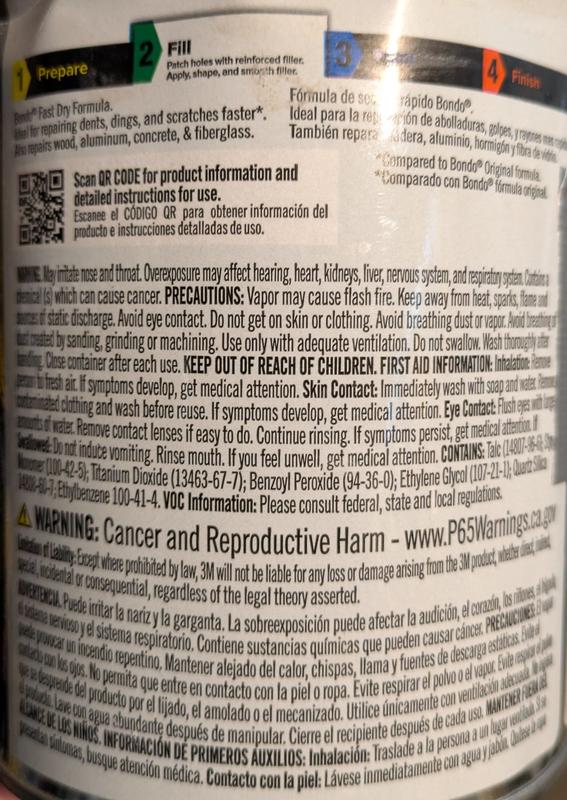 1 Prepare
2 Fill
Patch holes with reinforced filler.
Apply, shape, and smooth filler.
3
4 Finish
Bondo® Fast Dry Formula.
Ideal for repairing dents, dings, and scratches faster*.
Also repairs wood, aluminum, concrete, & fiberglass.
Fórmula de rápido Bondo®.
Ideal para la de abolladuras, golpes, y rayones más
También repara aluminio, hormigón y fibra de vidrio.
*Compared to Bondo® Original formula.
*Comparado con Bondo® fórmula original.
Scan QR CODE for product information and
detailed instructions for use.
Escanee el CÓDIGO QR para obtener información del
producto e instrucciones detalladas de uso.
WARNING. May irritate nose and throat. Overexposure may affect hearing, heart, kidneys, liver, nervous system, and respiratory system. Contains a
chemical(s) which can cause cancer. PRECAUTIONS: Vapor may cause flash fire. Keep away from heat, sparks, flame and
sources of static discharge. Avoid eye contact. Do not get on skin or clothing. Avoid breathing dust or vapor. Avoid breathing of
dust created by sanding, grinding or machining. Use only with adequate ventilation. Do not swallow. Wash thoroughly after
handling. Close container after each use. KEEP OUT OF REACH OF CHILDREN. FIRST AID INFORMATION: Inhalation: Remove
person to fresh air. If symptoms develop, get medical attention. Skin Contact: Immediately wash with soap and water. Remove
contaminated clothing and wash before reuse. If symptoms develop, get medical attention. Eye Contact: Flush eyes with large
amounts of water. Remove contact lenses if easy to do. Continue rinsing. If symptoms persist, get medical attention. If
Swallowed: Do not induce vomiting. Rinse mouth. If you feel unwell, get medical attention. CONTAINS: Talc (14807-96-6);
Monomer (100-42-5); Titanium Dioxide (13463-67-7); Benzoyl Peroxide (94-36-0); Ethylene Glycol (107-21-1); Quartz Silica
14808-60-7; Ethylbenzene 100-41-4. VOC Information: Please consult federal, state and local regulations.
WARNING: Cancer and Reproductive Harm - www.P65Warnings.ca.gov
Limitation of Liability: Except where prohibited by law, 3M will not be liable for any loss or damage arising from the 3M product, whether direct, indirect,
special, incidental or consequential, regardless of the legal theory asserted.
ADVERTENCIA. Puede irritar la nariz y la garganta. La sobreexposición puede afectar la audición, el corazón, los riñones, el hígado,
el sistema nervioso y el sistema respiratorio. Contiene sustancias químicas que pueden causar cáncer. PRECAUCIONES: El vapor
puede provocar un incendio repentino. Mantener alejado del calor, chispas, llama y fuentes de descarga estáticas. Evite el
contacto con los ojos. No permita que entre en contacto con la piel o ropa. Evite respirar el polvo o el vapor. Evite respirar el polvo
que se desprende del producto por el lijado, el amolado o el mecanizado. Utilice únicamente con ventilación adecuada. No ingiera
el producto. Lave con agua abundante después de manipular. Cierre el recipiente después de cada uso. MANTENER FUERA DEL
ALCANCE DE LOS NIÑOS. INFORMACIÓN DE PRIMEROS AUXILIOS: Inhalación: Traslade a la persona a un lugar ventilado. Si se
presentan síntomas, busque atención médica. Contacto con la piel: Lávese inmediatamente con agua y jabón. Quítese la ropa